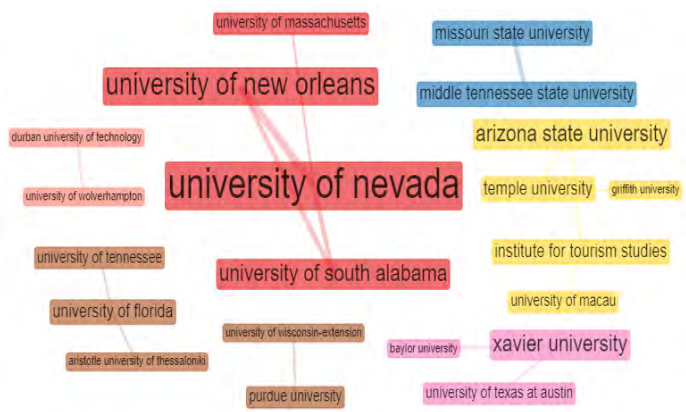 university of massachusetts
missouri state university
university of new orleans
middle tennessee state university
arizona state university
durban university of technology
university of nevada
temple university
griffith university
university of wolverhampton
university of tennessee
institute for tourism studies
university of south alabama
university of florida
university of macau
university of wisconsin-extension
xavier university
baylor university
aristotle university of thessaloniki
purdue university
university of texas at austin